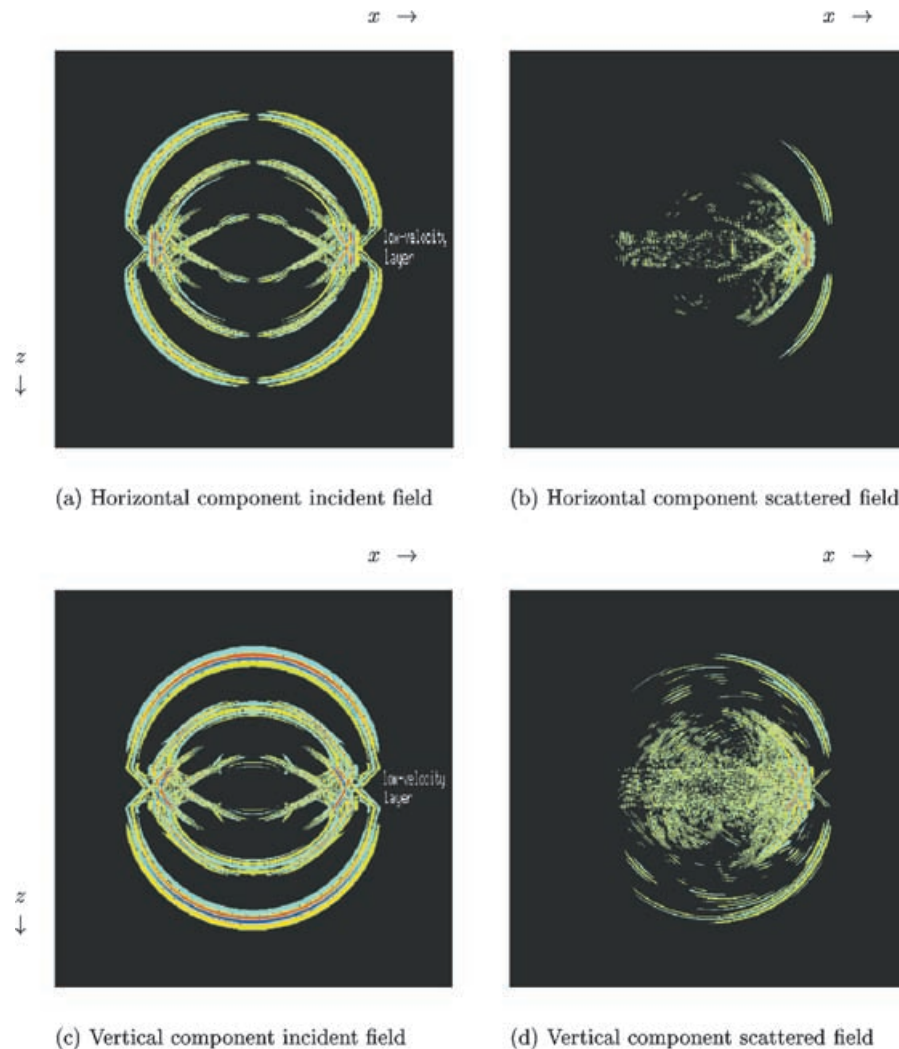 x →
x →
low-velocity
layer
z
↓
(a) Horizontal component incident field
(b) Horizontal component scattered field
x →
x →
low-velocity
layer
z
↓
(c) Vertical component incident field
(d) Vertical component scattered field